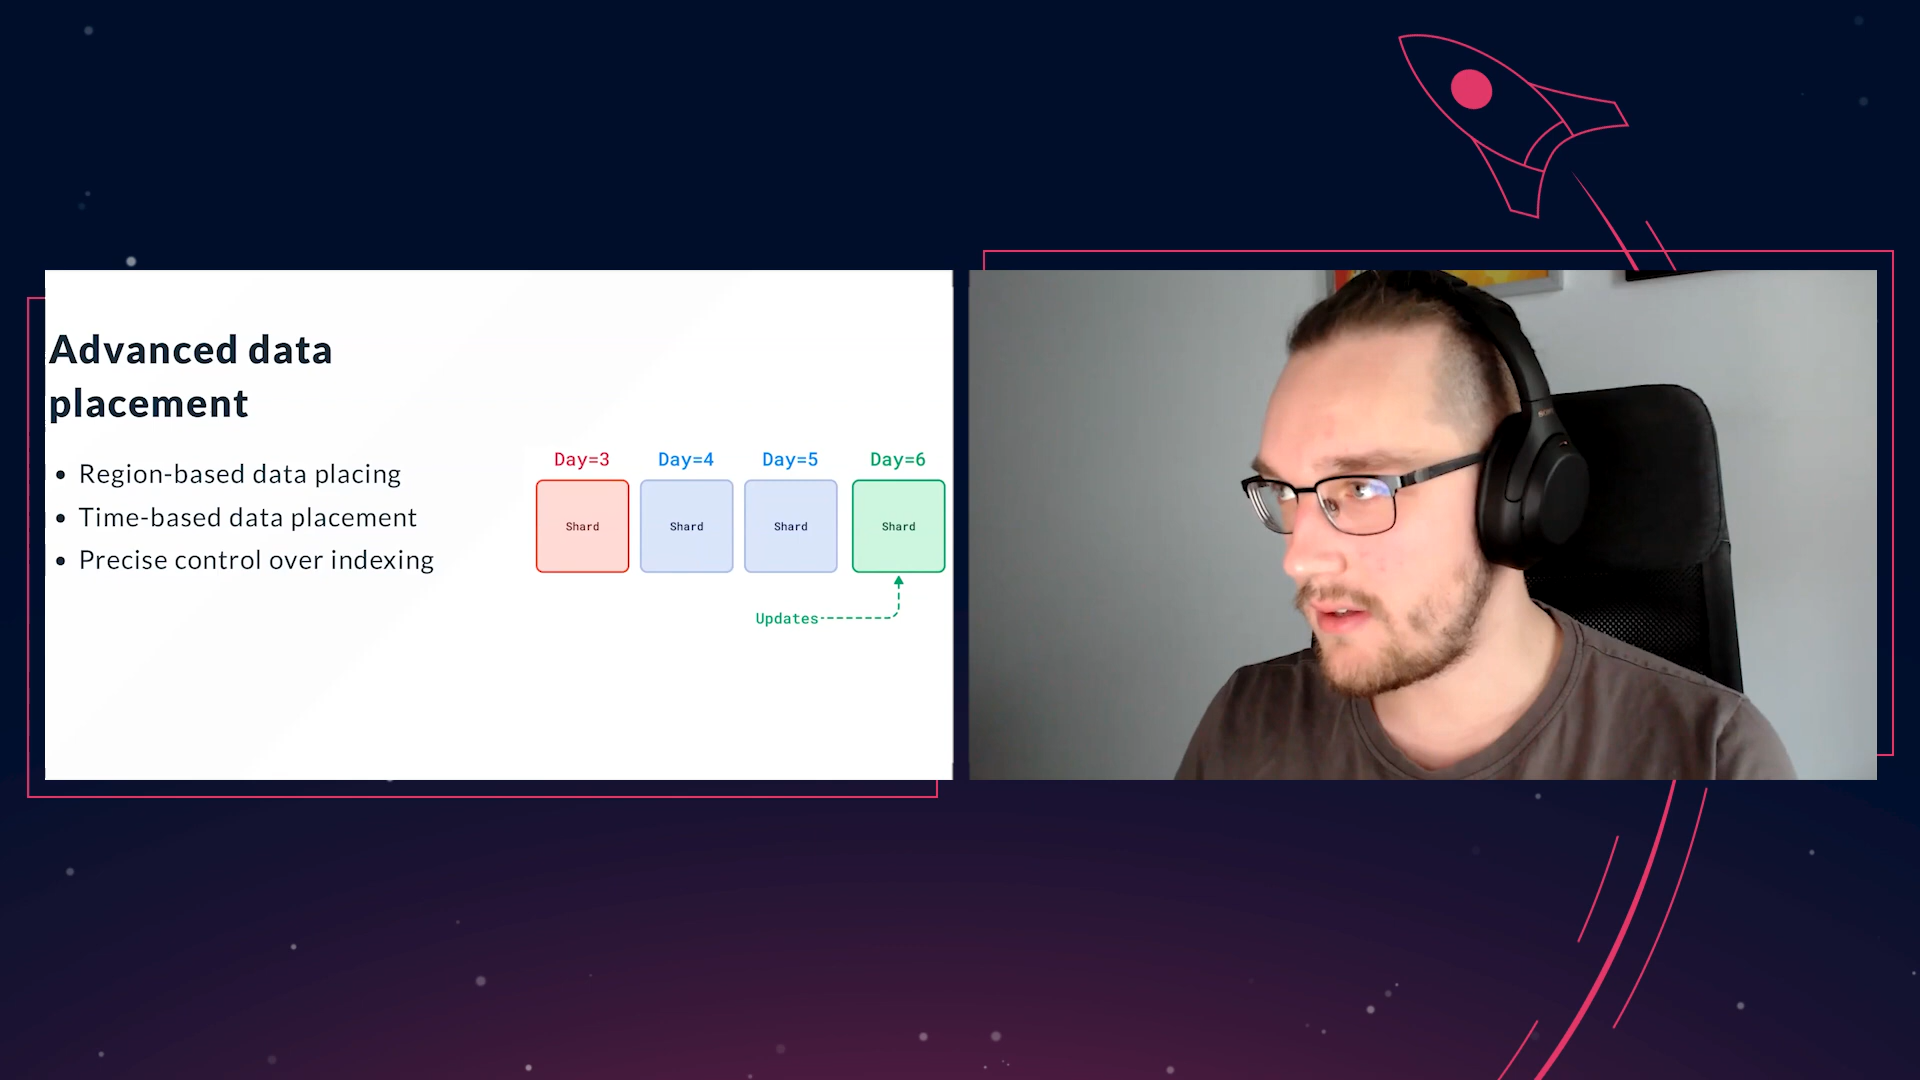 Advanced data
placement
• Region-based data placing
• Time-based data placement
• Precise control over indexing
Day=3 Day=4 Day=5 Day=6
Shard Shard Shard Shard
Updates
SONY